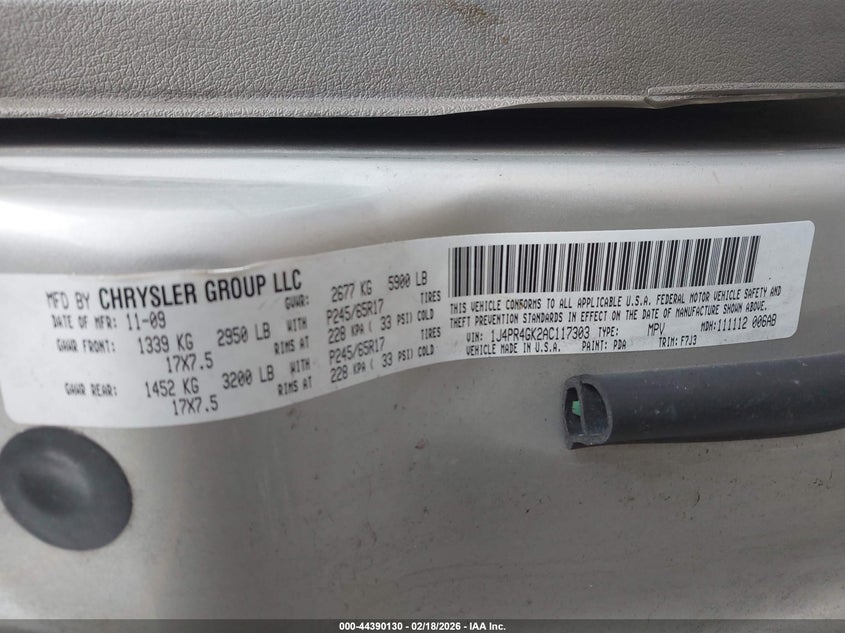 MFD BY CHRYSLER GROUP LLC
DATE OF MFR: 11-09 GVWR: 2677 KG 5900 LB
GAWR FRONT: 1339 KG 2950 LB WITH P245/65R17 TIRES
17X7.5 RIMS AT 228 KPA ( 33 PSI) COLD
GAWR REAR: 1452 KG 3200 LB WITH P245/65R17 TIRES
17X7.5 RIMS AT 228 KPA ( 33 PSI) COLD
THIS VEHICLE CONFORMS TO ALL APPLICABLE U.S.A. FEDERAL MOTOR VEHICLE SAFETY AND
THEFT PREVENTION STANDARDS IN EFFECT ON THE DATE OF MANUFACTURE SHOWN ABOVE.
VIN: 1J4PR4GK2AC117303 TYPE: MPV MDH:111112 006AB
VEHICLE MADE IN U.S.A. PAINT: PDA TRIM: F7J3
000-44390130 - 02/18/2026 - IAA Inc.